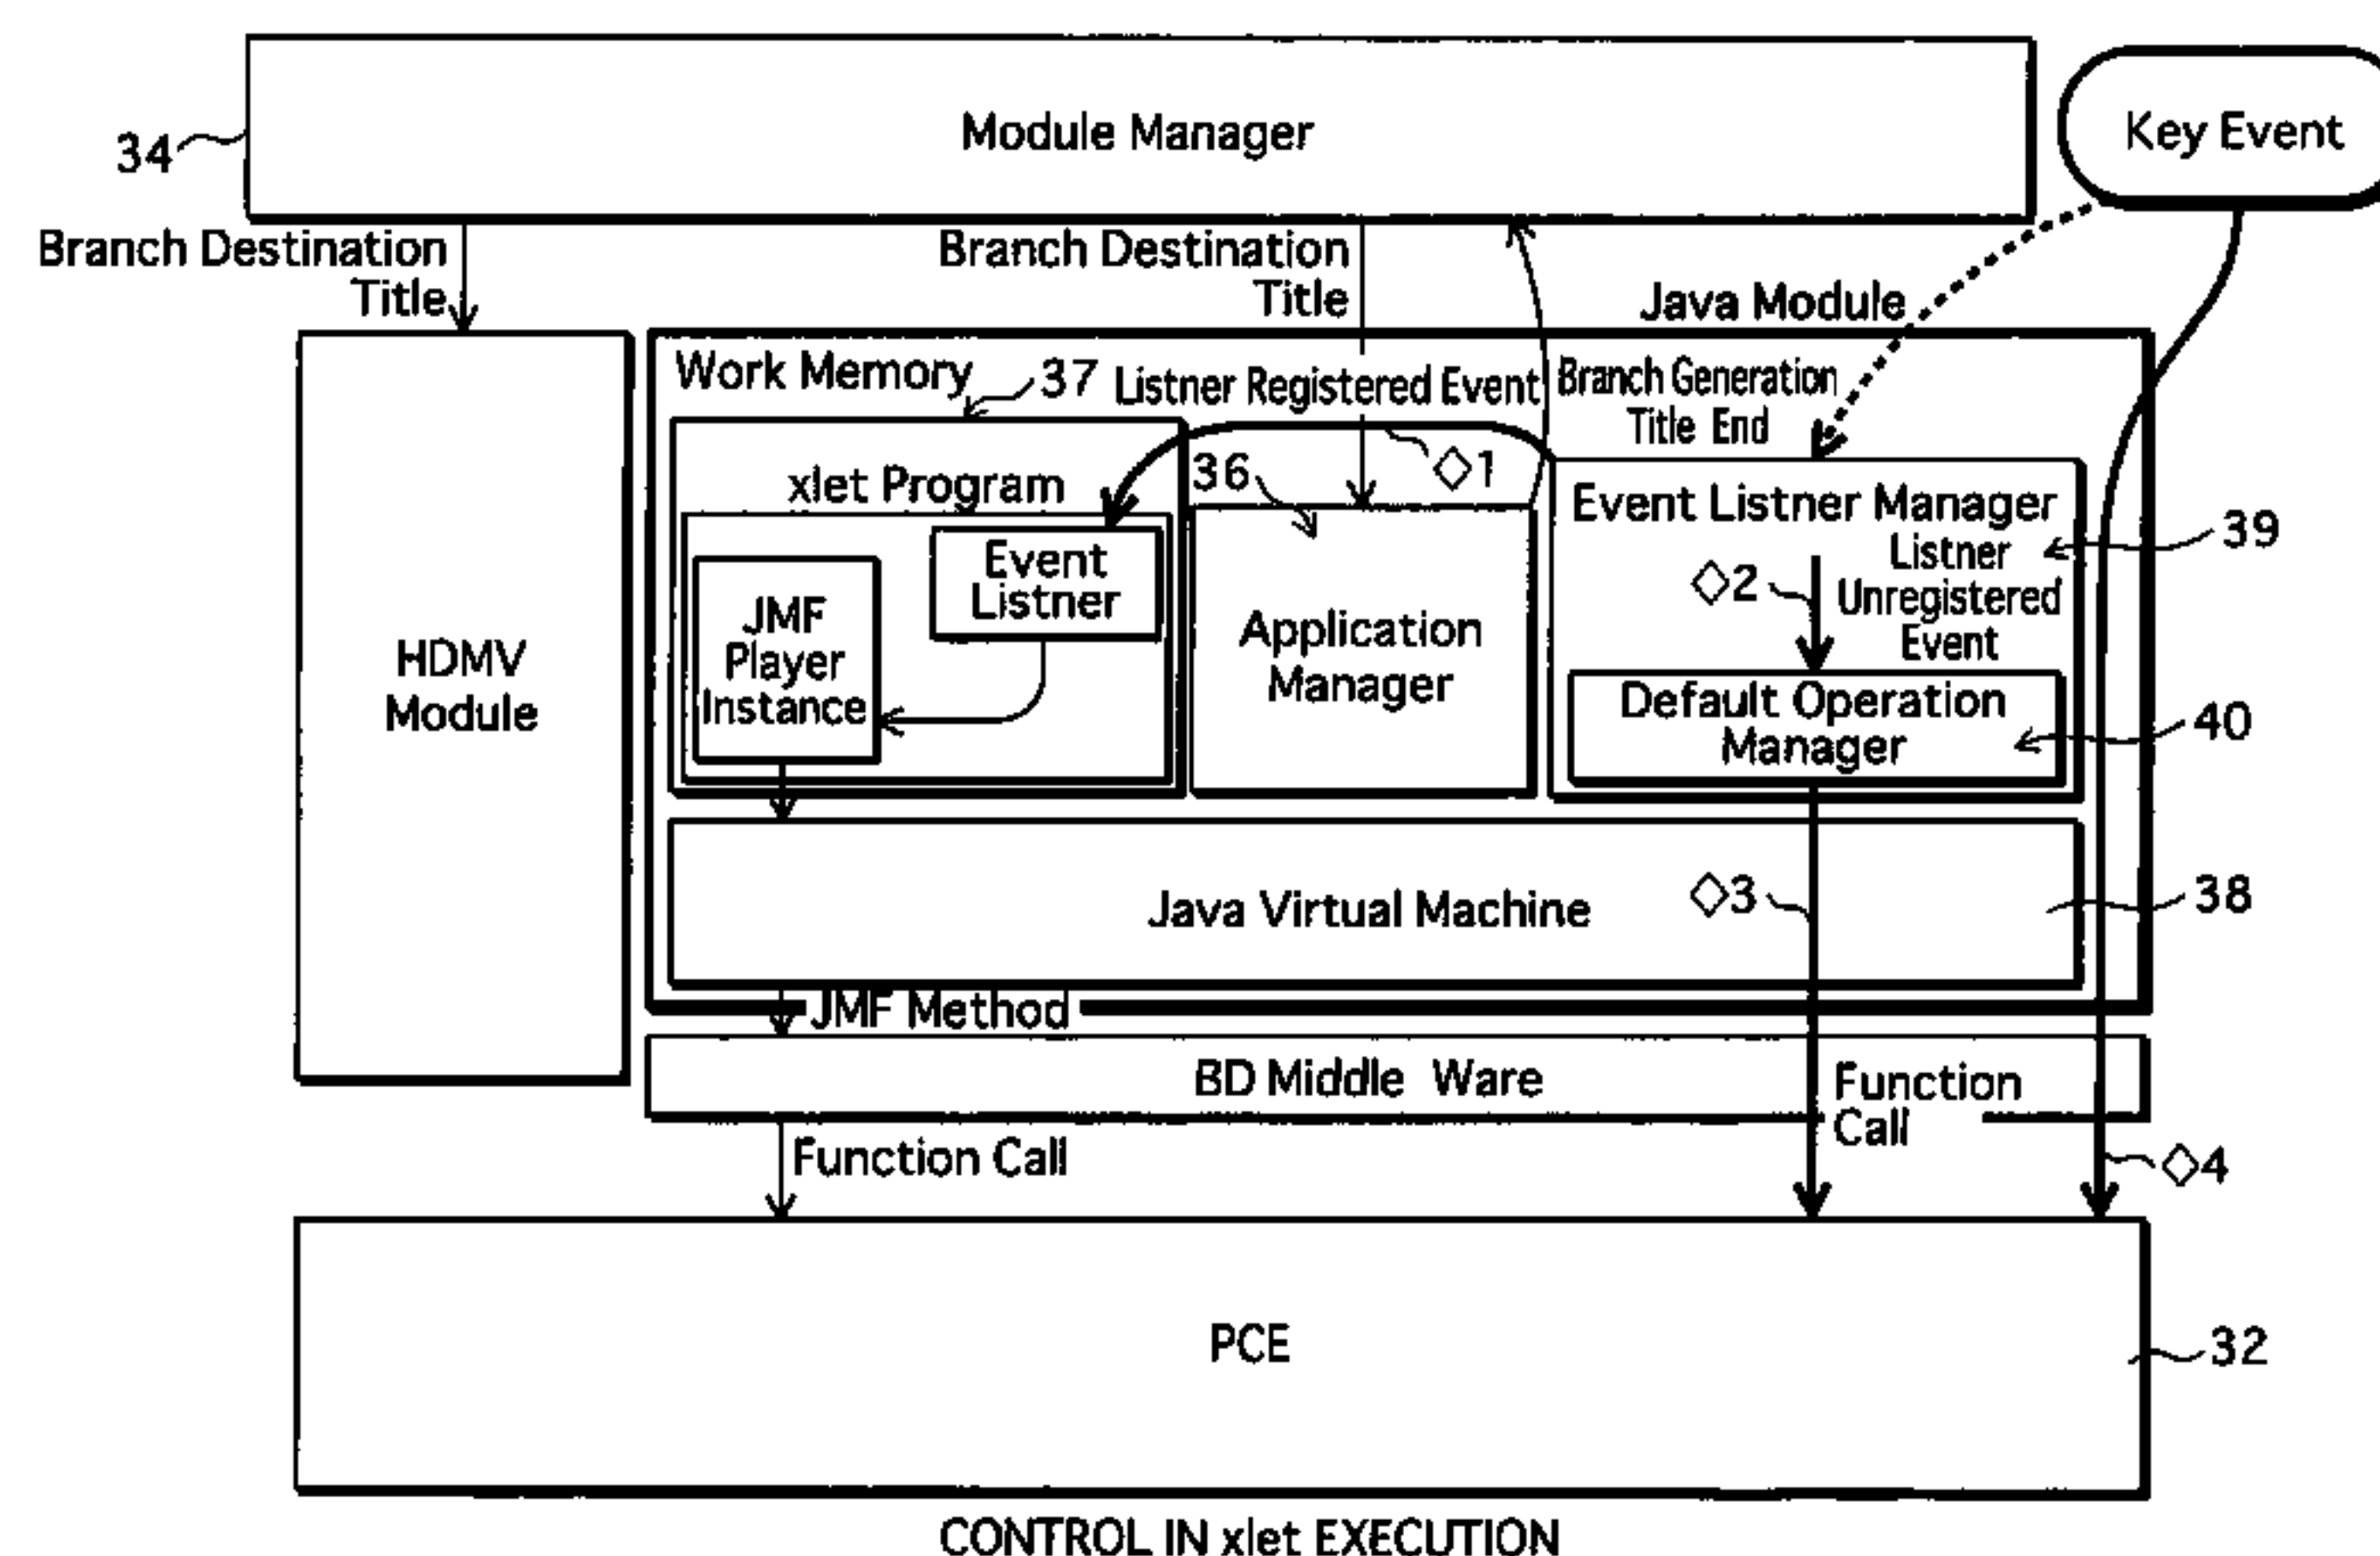 Module Manager
Key Event
34
Branch Destination
Title
Branch Destination
Title
Java Module
Work Memory
37
Listner Registered Event
Branch Generation
Title End
◇1
36
xlet Program
Event
Listner
JMF
Player
Instance
Application
Manager
Event Listner Manager
39
Listner
Unregistered
Event
◇2
Default Operation
Manager
40
HDMV
Module
Java Virtual Machine
◇3
38
JMF Method
BD Middle Ware
Function
Call
Function Call
◇4
PCE
32
CONTROL IN xlet EXECUTION